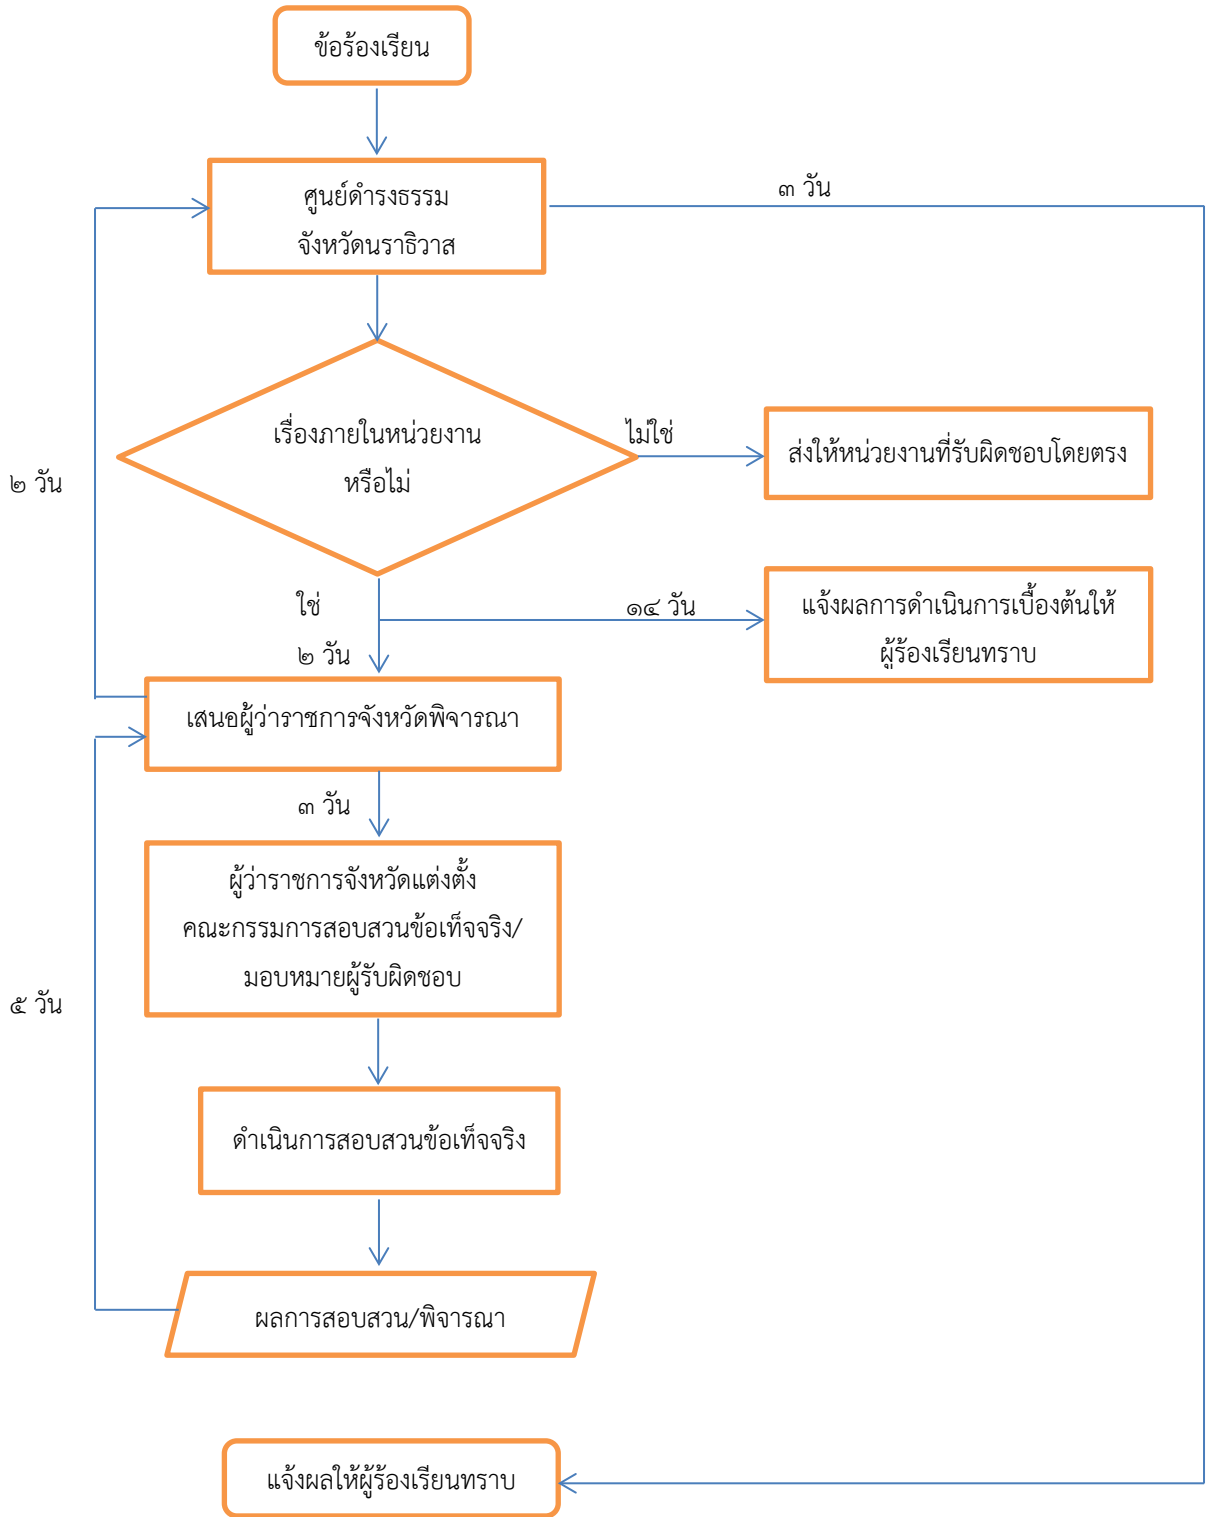 ข้อร้องเรียน
ศูนย์ดำรงธรรม
จังหวัดนราธิวาส
๓ วัน
เรื่องภายในหน่วยงาน
หรือไม่
ไม่ใช่
ส่งให้หน่วยงานที่รับผิดชอบโดยตรง
๒ วัน
ใช่
๑๔ วัน
แจ้งผลการดำเนินการเบื้องต้นให้
ผู้ร้องเรียนทราบ
๒ วัน
เสนอผู้ว่าราชการจังหวัดพิจารณา
๓ วัน
ผู้ว่าราชการจังหวัดแต่งตั้ง
คณะกรรมการสอบสวนข้อเท็จจริง/
มอบหมายผู้รับผิดชอบ
๕ วัน
ดำเนินการสอบสวนข้อเท็จจริง
ผลการสอบสวน/พิจารณา
แจ้งผลให้ผู้ร้องเรียนทราบ